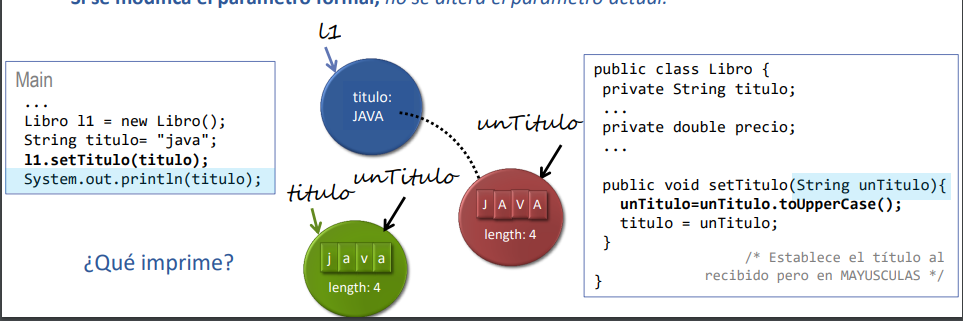 Si se modifica el parámetro formal, no se altera el parámetro actual.
Main
...
Libro l1 = new Libro();
String titulo= "java";
l1.setTitulo(titulo);
System.out.println(titulo);
¿Qué imprime?
l1
titulo:
JAVA
unTitulo
J A V A
length: 4
titulo
unTitulo
j a v a
length: 4
public class Libro {
private String titulo;
...
private double precio;
...
public void setTitulo(String unTitulo){
unTitulo=unTitulo.toUpperCase();
titulo = unTitulo;
}
/* Establece el título al
recibido pero en MAYUSCULAS */
}